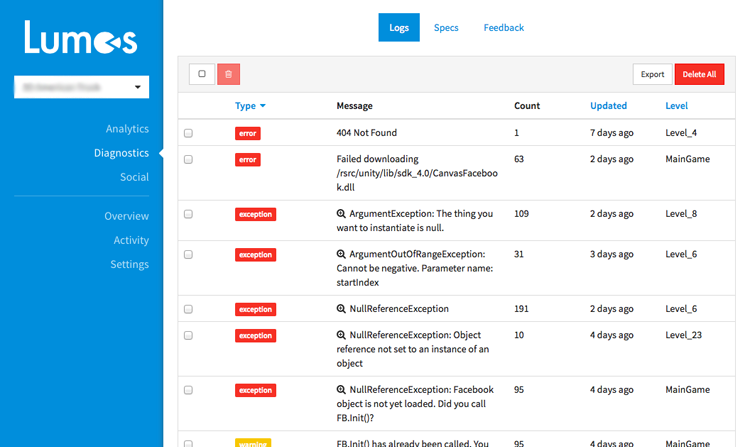 Lumos
Analytics
Diagnostics
Social
Overview
Activity
Settings
Logs Specs Feedback
Export Delete All
Type Message Count Updated Level
error 404 Not Found 1 7 days ago Level_4
error Failed downloading 63 2 days ago MainGame
/rsrc/unity/lib/sdk_4.0/CanvasFaceboo
k.dll
exception ArgumentException: The thing you 109 2 days ago Level_8
want to instantiate is null.
exception ArgumentOutOfRangeException: 31 3 days ago Level_6
Cannot be negative. Parameter name:
startIndex
exception NullReferenceException 191 2 days ago Level_6
exception NullReferenceException: Object 10 4 days ago Level_23
reference not set to an instance of an
object
exception NullReferenceException: Facebook 95 4 days ago MainGame
object is not yet loaded. Did you call
FB.Init()?
warning FB.Init() has already been called. You 95 4 days ago MainGame